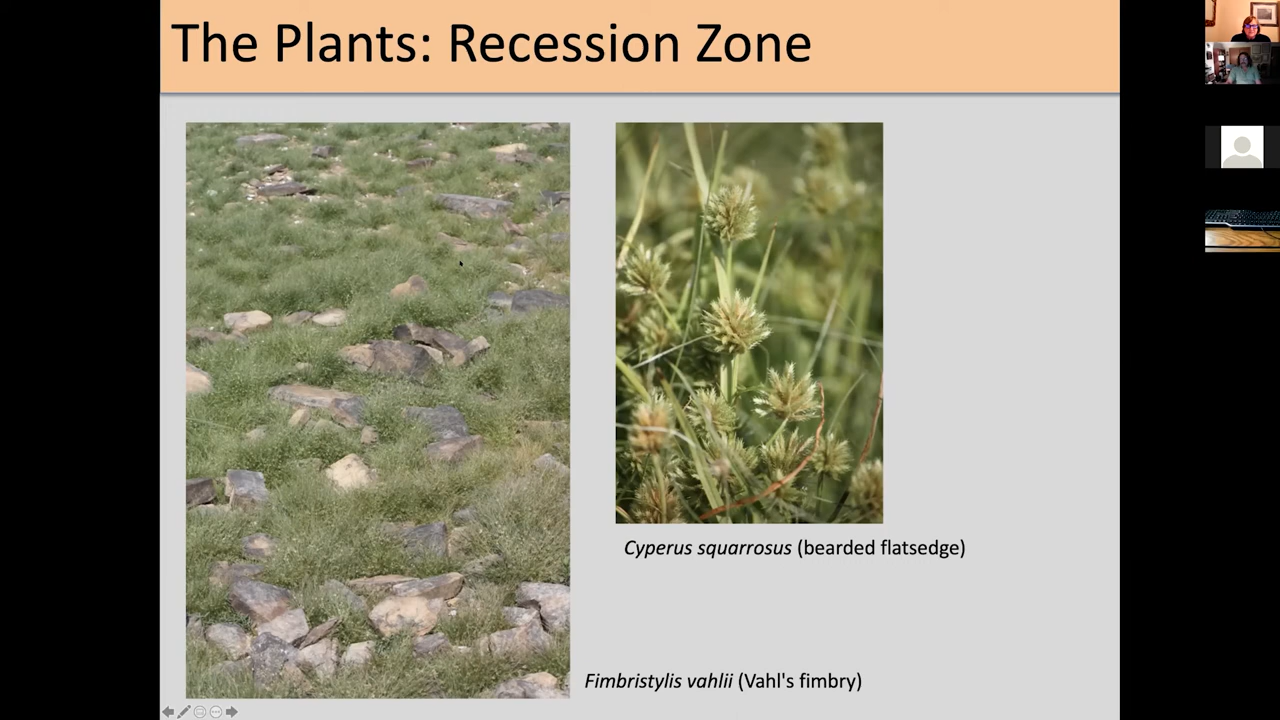 The Plants: Recession Zone
Cyperus squarrosus (bearded flatsedge)
Fimbristylis vahlii (Vahl's fimbry)